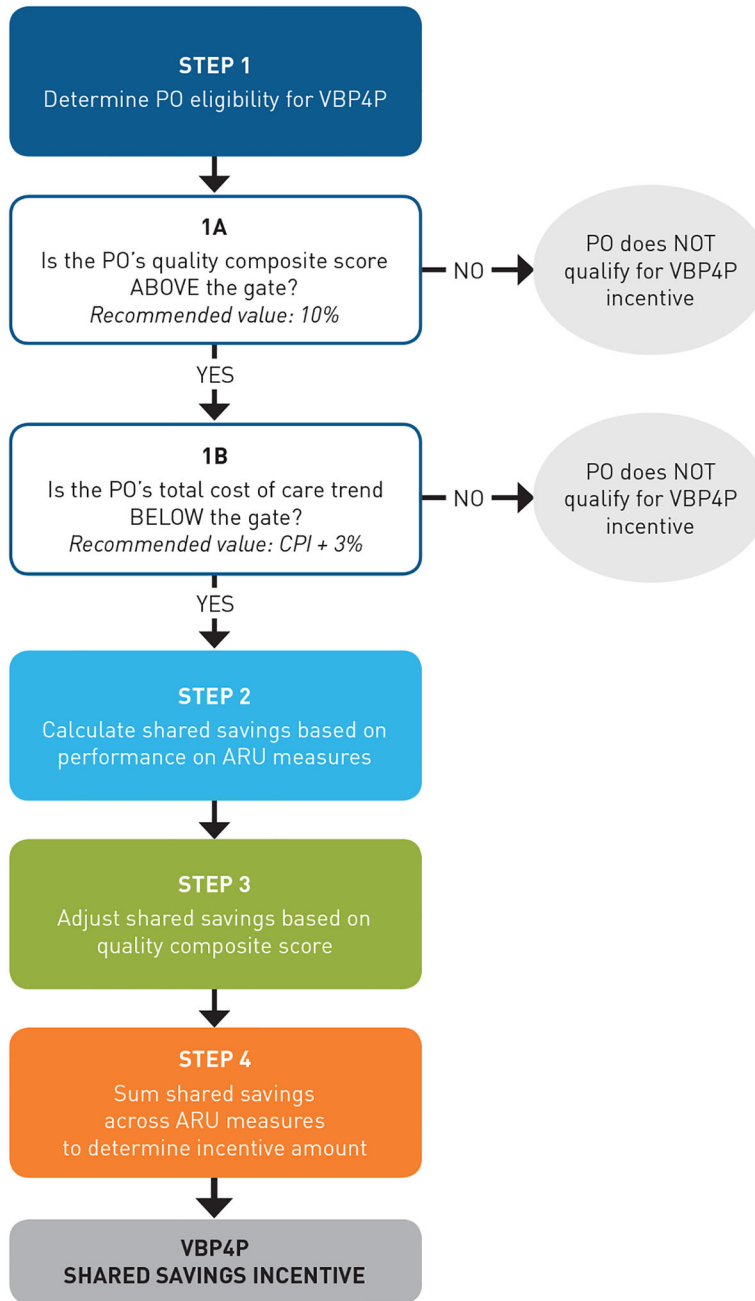 STEP 1
Determine PO eligibility for VBP4P
1A
Is the PO's quality composite score
ABOVE the gate?
Recommended value: 10%
NO
PO does NOT
qualify for VBP4P
incentive
YES
1B
Is the PO's total cost of care trend
BELOW the gate?
Recommended value: CPI + 3%
NO
PO does NOT
qualify for VBP4P
incentive
YES
STEP 2
Calculate shared savings based on
performance on ARU measures
STEP 3
Adjust shared savings based on
quality composite score
STEP 4
Sum shared savings
across ARU measures
to determine incentive amount
VBP4P
SHARED SAVINGS INCENTIVE